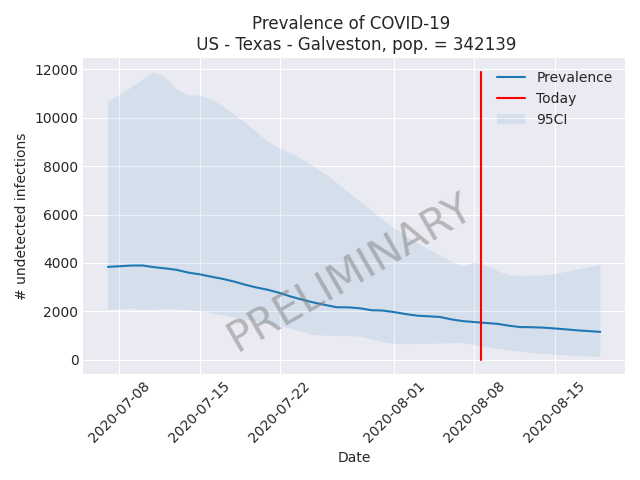 Prevalence of COVID-19
US - Texas - Galveston, pop. = 342139
12000
10000
8000
6000
4000
2000
0
# undetected infections
Prevalence
Today
95CI
PRELIMINARY
2020-07-08
2020-07-15
2020-07-22
2020-08-01
2020-08-08
2020-08-15
Date